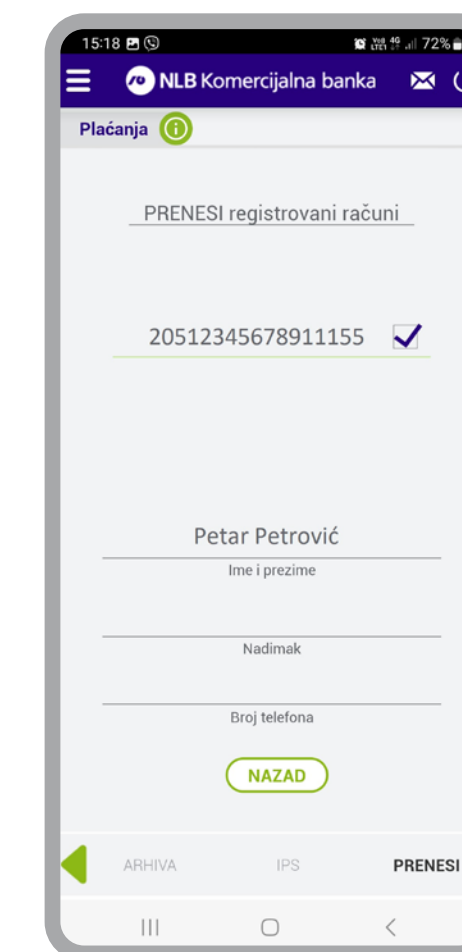 15:18 72%
NLB Komercijalna banka
Plaćanja
PRENESI registrovani računi
20512345678911155
Petar Petrović
Ime i prezime
Nadimak
Broj telefona
NAZAD
ARHIVA IPS PRENESI